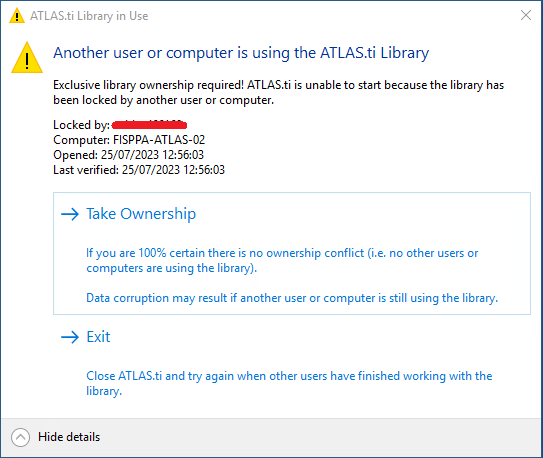 ATLAS.ti Library in Use
Another user or computer is using the ATLAS.ti Library
Exclusive library ownership required! ATLAS.ti is unable to start because the library has
been locked by another user or computer.
Locked by:
Computer: FISPPA-ATLAS-02
Opened: 25/07/2023 12:56:03
Last verified: 25/07/2023 12:56:03
Take Ownership
If you are 100% certain there is no ownership conflict (i.e. no other users or
computers are using the library).
Data corruption may result if another user or computer is still using the library.
Exit
Close ATLAS.ti and try again when other users have finished working with the
library.
Hide details